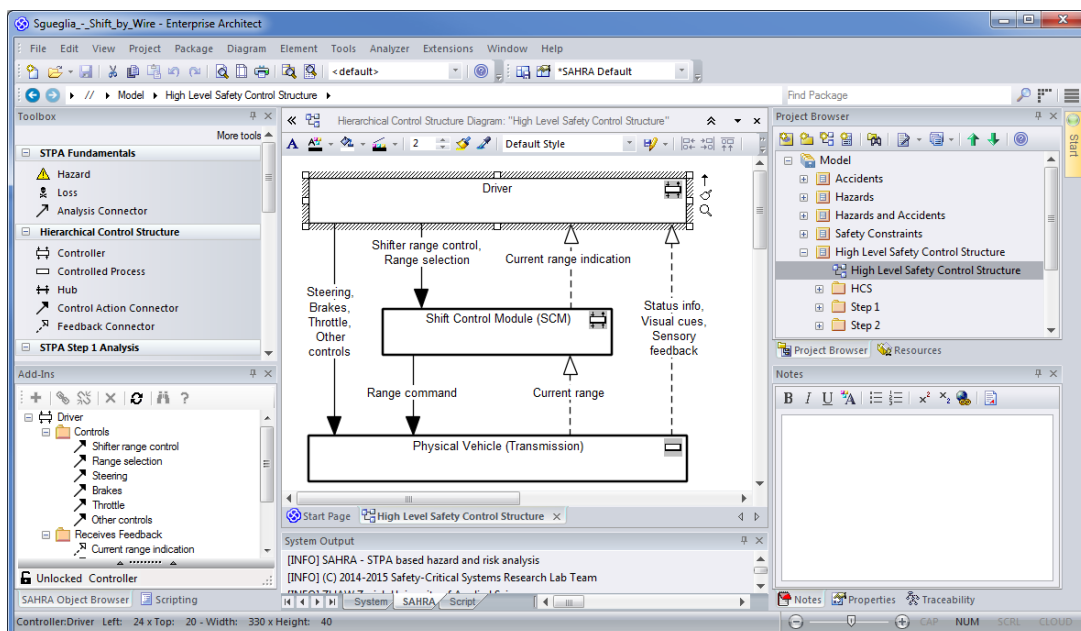 Sgueglia_-_Shift_by_Wire - Enterprise Architect
File Edit View Project Package Diagram Element Tools Analyzer Extensions Window Help
<default> *SAHRA Default
// Model High Level Safety Control Structure Find Package
Toolbox
More tools
STPA Fundamentals
Hazard
Loss
Analysis Connector
Hierarchical Control Structure
Controller
Controlled Process
Hub
Control Action Connector
Feedback Connector
STPA Step 1 Analysis
Add-Ins
Driver
Controls
Shifter range control
Range selection
Steering
Brakes
Throttle
Other controls
Receives Feedback
Current range indication
Unlocked Controller
SAHRA Object Browser Scripting
Hierarchical Control Structure Diagram: "High Level Safety Control Structure"
A 2 Default Style
Driver
Shifter range control,
Range selection
Current range indication
Steering,
Brakes,
Throttle,
Other
controls
Status info,
Visual cues,
Sensory
feedback
Shift Control Module (SCM)
Range command
Current range
Physical Vehicle (Transmission)
Start Page High Level Safety Control Structure
System Output
[INFO] SAHRA - STPA based hazard and risk analysis
[INFO] (C) 2014-2015 Safety-Critical Systems Research Lab Team
System SAHRA Script
Project Browser
Model
Accidents
Hazards
Hazards and Accidents
Safety Constraints
High Level Safety Control Structure
High Level Safety Control Structure
HCS
Step 1
Step 2
Project Browser Resources
Notes
B I U A x² x₂
Notes Properties Traceability
Start
Controller:Driver Left: 24 x Top: 20 - Width: 330 x Height: 40
CAP NUM SCRL CLOUD